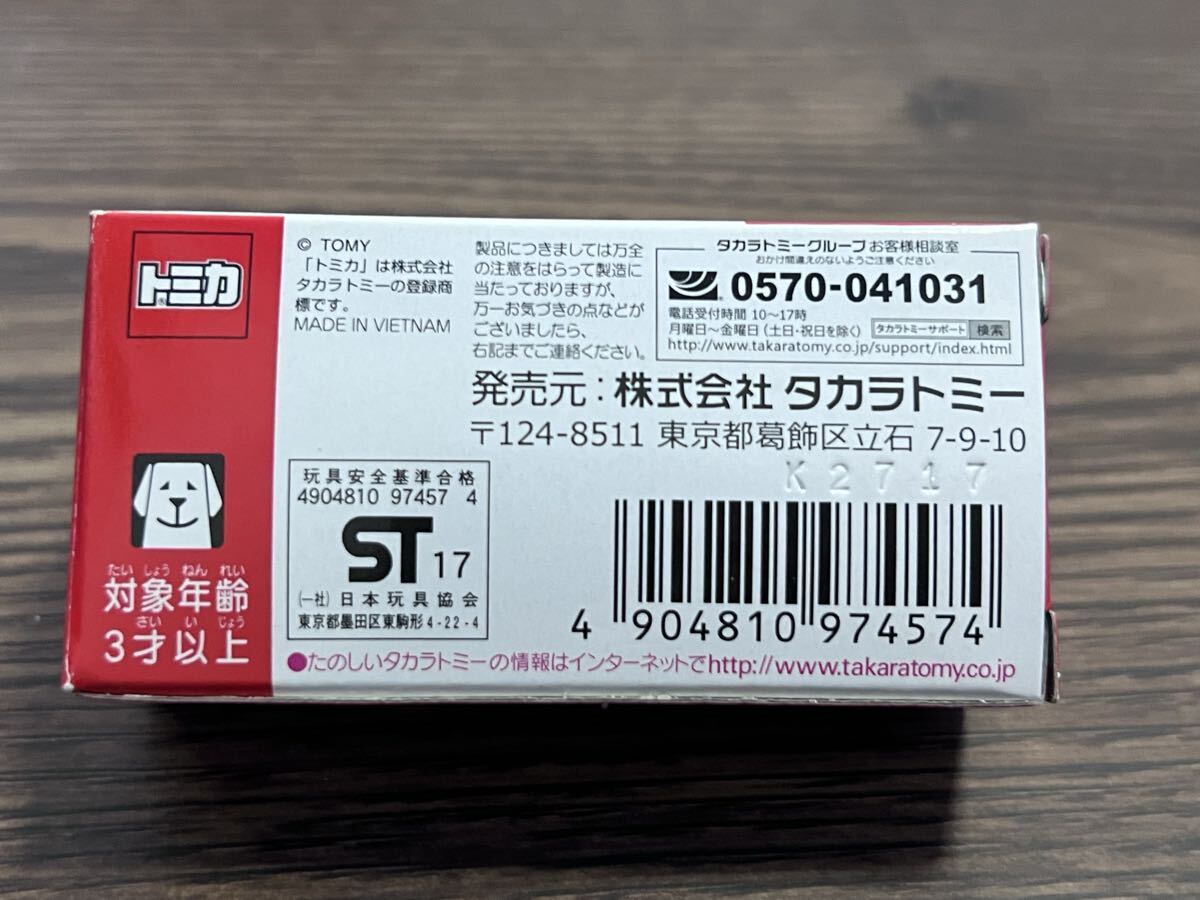 トミカ
®
© TOMY
「トミカ」は株式会社
タカラトミーの登録商
標です。
MADE IN VIETNAM
製品につきましては万全
の注意をはらって製造に
当たっておりますが、
万一お気づきの点などが
ございましたら、
右記までご連絡ください。
タカラトミーグループ お客様相談室
おかけ間違えのないようご注意ください
0570-041031
電話受付時間 10〜17時
月曜日〜金曜日（土日・祝日を除く） タカラトミーサポート 検索
http://www.takaratomy.co.jp/support/index.html
発売元：株式会社 タカラトミー
〒124-8511 東京都葛飾区立石 7-9-10
K2717
玩具安全基準合格
4904810 97457 4
ST 17
(一社) 日本玩具協会
東京都墨田区東駒形4-22-4
4 904810 974574
たい しょう ねん れい
対象年齢
さい い じょう
3才以上
●たのしいタカラトミーの情報はインターネットでhttp://www.takaratomy.co.jp